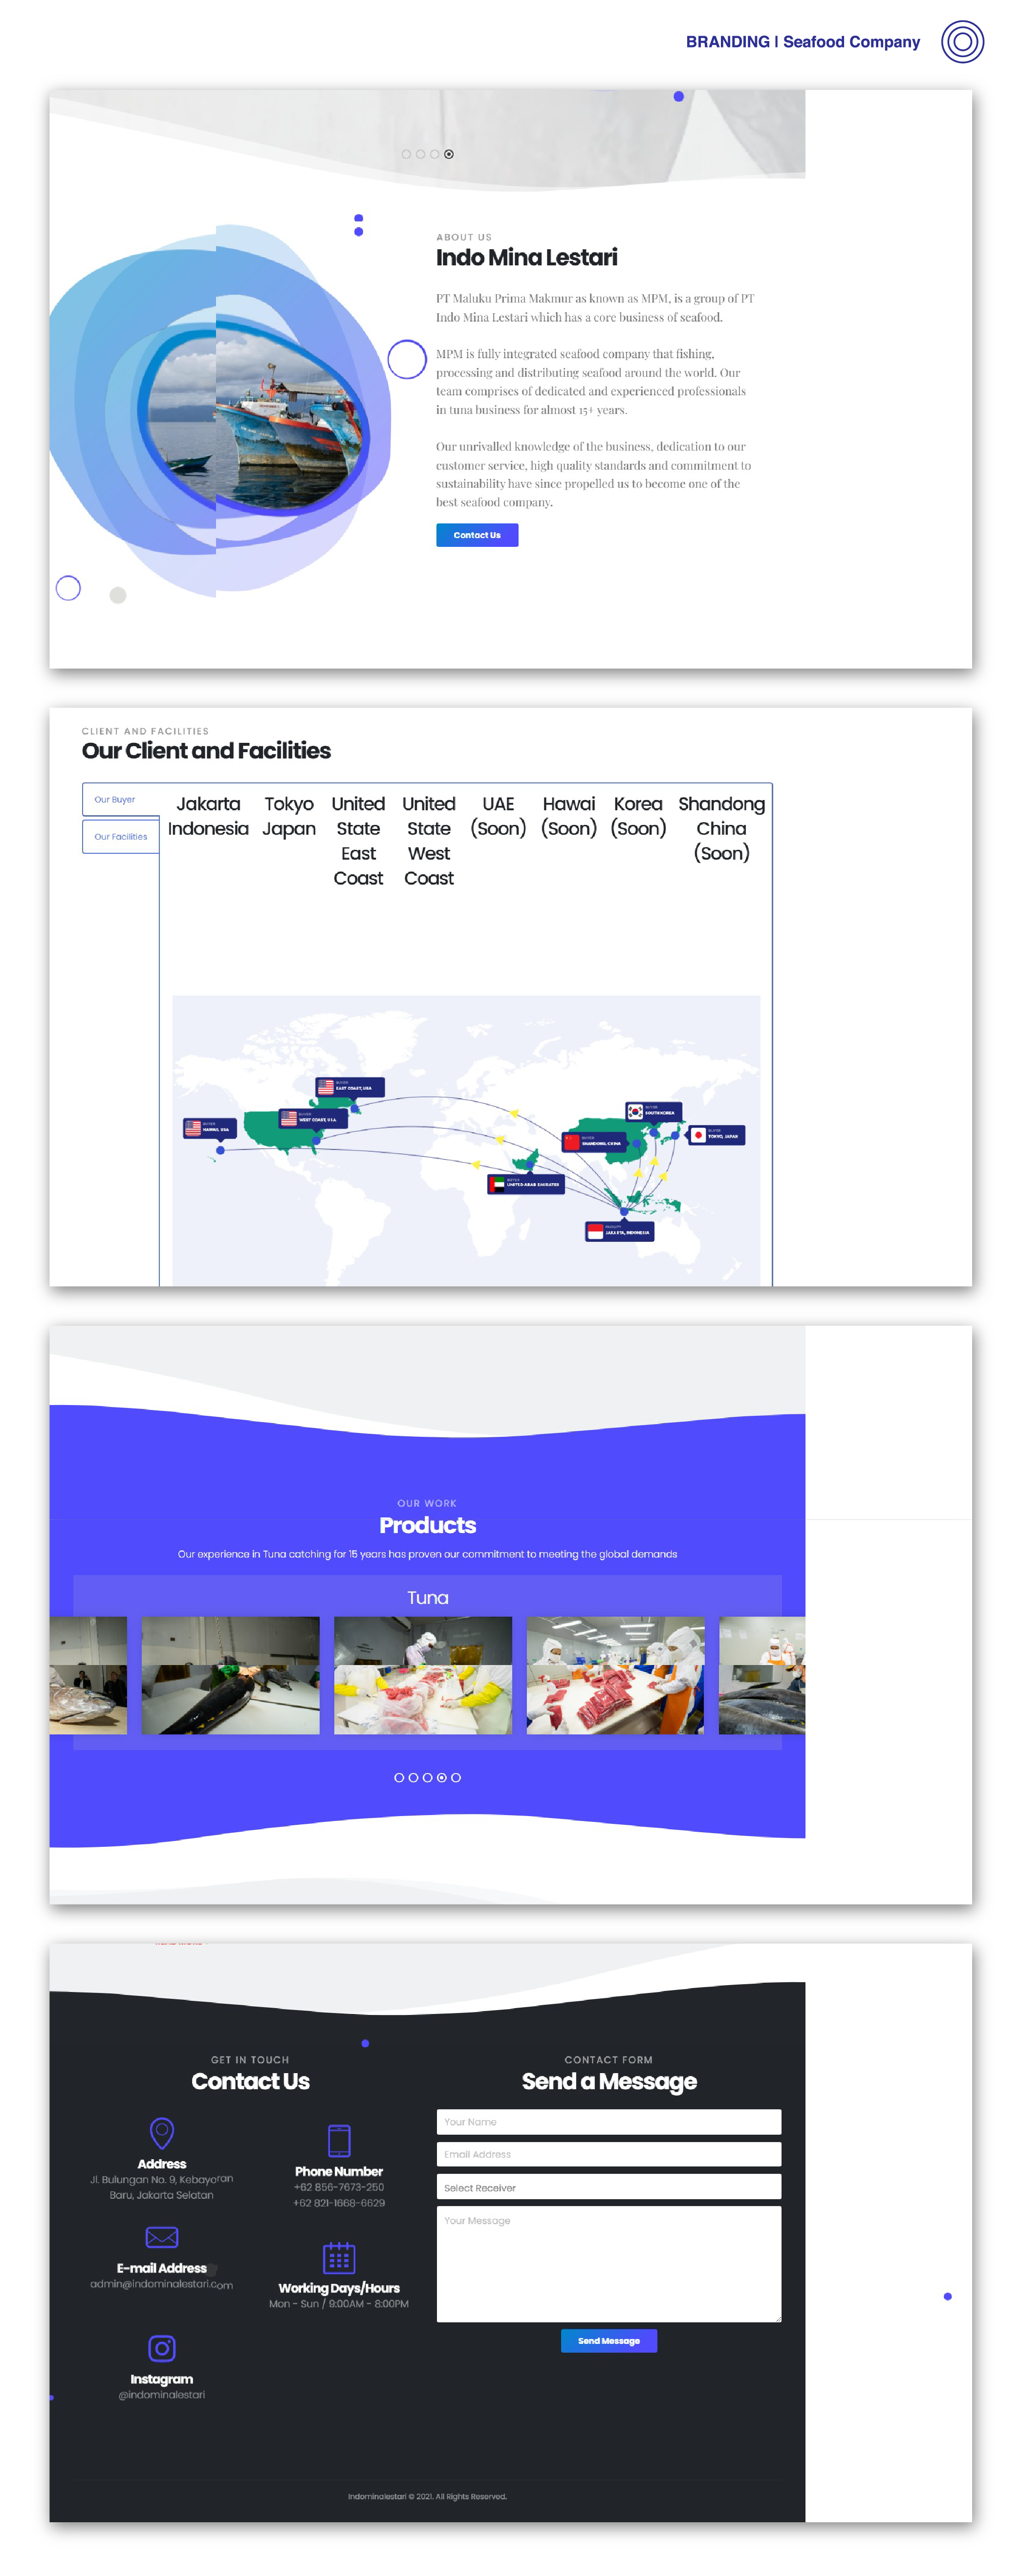 BRANDING | Seafood Company
ABOUT US
Indo Mina Lestari
PT Maluku Prima Makmur as known as MPM, is a group of PT
Indo Mina Lestari which has a core business of seafood.
MPM is fully integrated seafood company that fishing,
processing and distributing seafood around the world. Our
team comprises of dedicated and experienced professionals
in tuna business for almost 15+ years.
Our unrivalled knowledge of the business, dedication to our
customer service, high quality standards and commitment to
sustainability have since propelled us to become one of the
best seafood company.
Contact Us
CLIENT AND FACILITIES
Our Client and Facilities
Our Buyer
Our Facilities
Jakarta Indonesia
Tokyo Japan
United State East Coast
United State West Coast
UAE (Soon)
Hawai (Soon)
Korea (Soon)
Shandong China (Soon)
BUYER
EAST COAST, USA
BUYER
WEST COAST, USA
BUYER
HAWAII, USA
BUYER
SOUTH KOREA
BUYER
TOKYO, JAPAN
BUYER
SHANDONG, CHINA
BUYER
UNITED ARAB EMIRATES
JAKARTA, INDONESIA
OUR WORK
Products
Our experience in Tuna catching for 15 years has proven our commitment to meeting the global demands
Tuna
GET IN TOUCH
Contact Us
Address
Jl. Bulungan No. 9, Kebayoran
Baru, Jakarta Selatan
Phone Number
+62 856-7673-250
+62 821-1668-6629
E-mail Address
admin@indominalestari.com
Working Days/Hours
Mon - Sun / 9:00AM - 8:00PM
Instagram
@indominalestari
CONTACT FORM
Send a Message
Your Name
Email Address
Select Receiver
Your Message
Send Message
Indominalestari © 2021. All Rights Reserved.